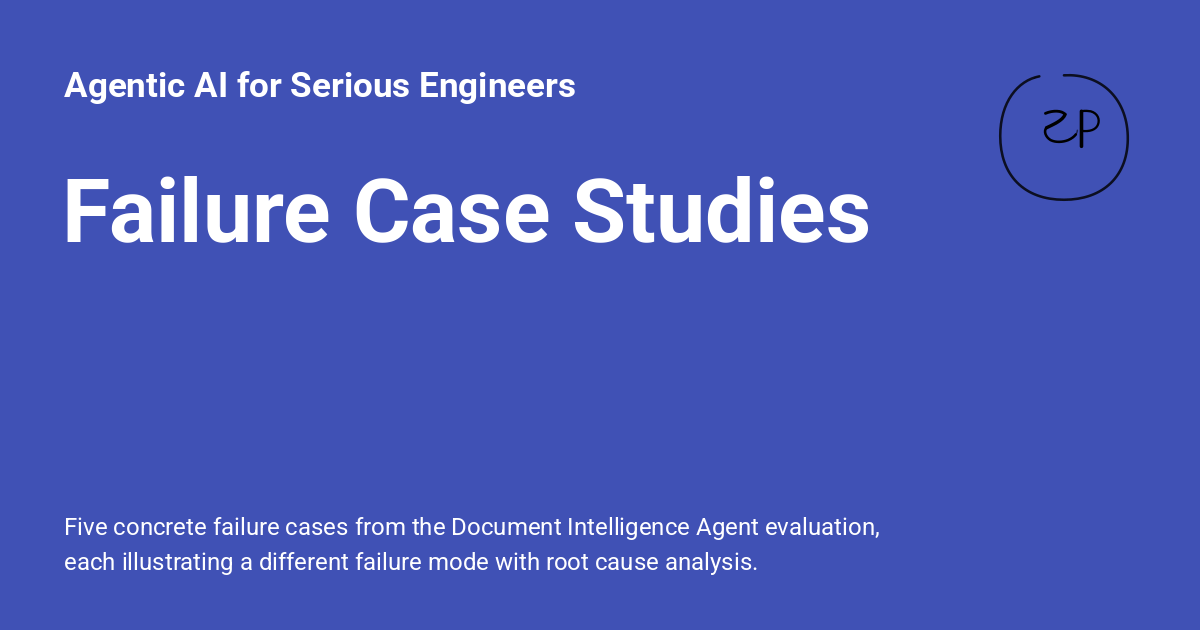 Agentic AI for Serious Engineers
SP
Failure Case Studies
Five concrete failure cases from the Document Intelligence Agent evaluation,
each illustrating a different failure mode with root cause analysis.